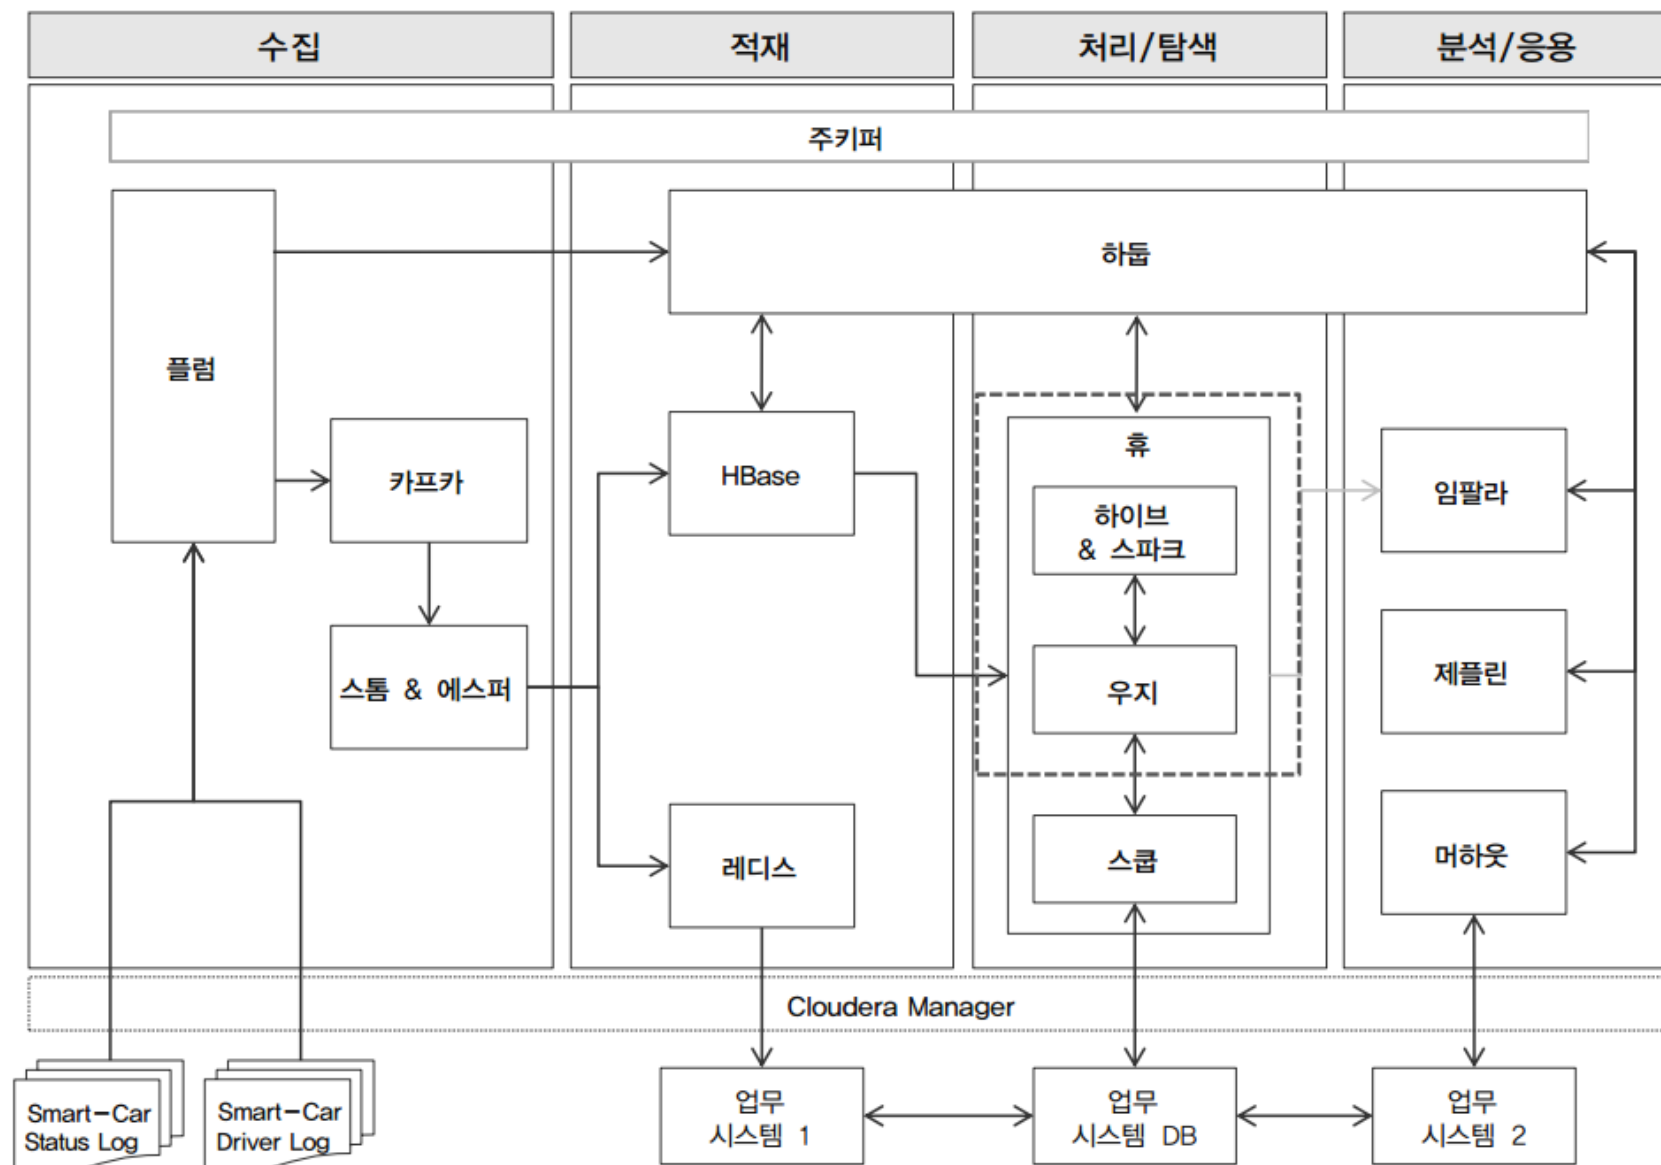 수집
적재
처리/탐색
분석/응용
주키퍼
하둡
플럼
카프카
HBase
휴
하이브
& 스파크
임팔라
스톰 & 에스퍼
우지
제플린
레디스
스쿱
머하웃
Cloudera Manager
Smart-Car
Status Log
Smart-Car
Driver Log
업무
시스템 1
업무
시스템 DB
업무
시스템 2